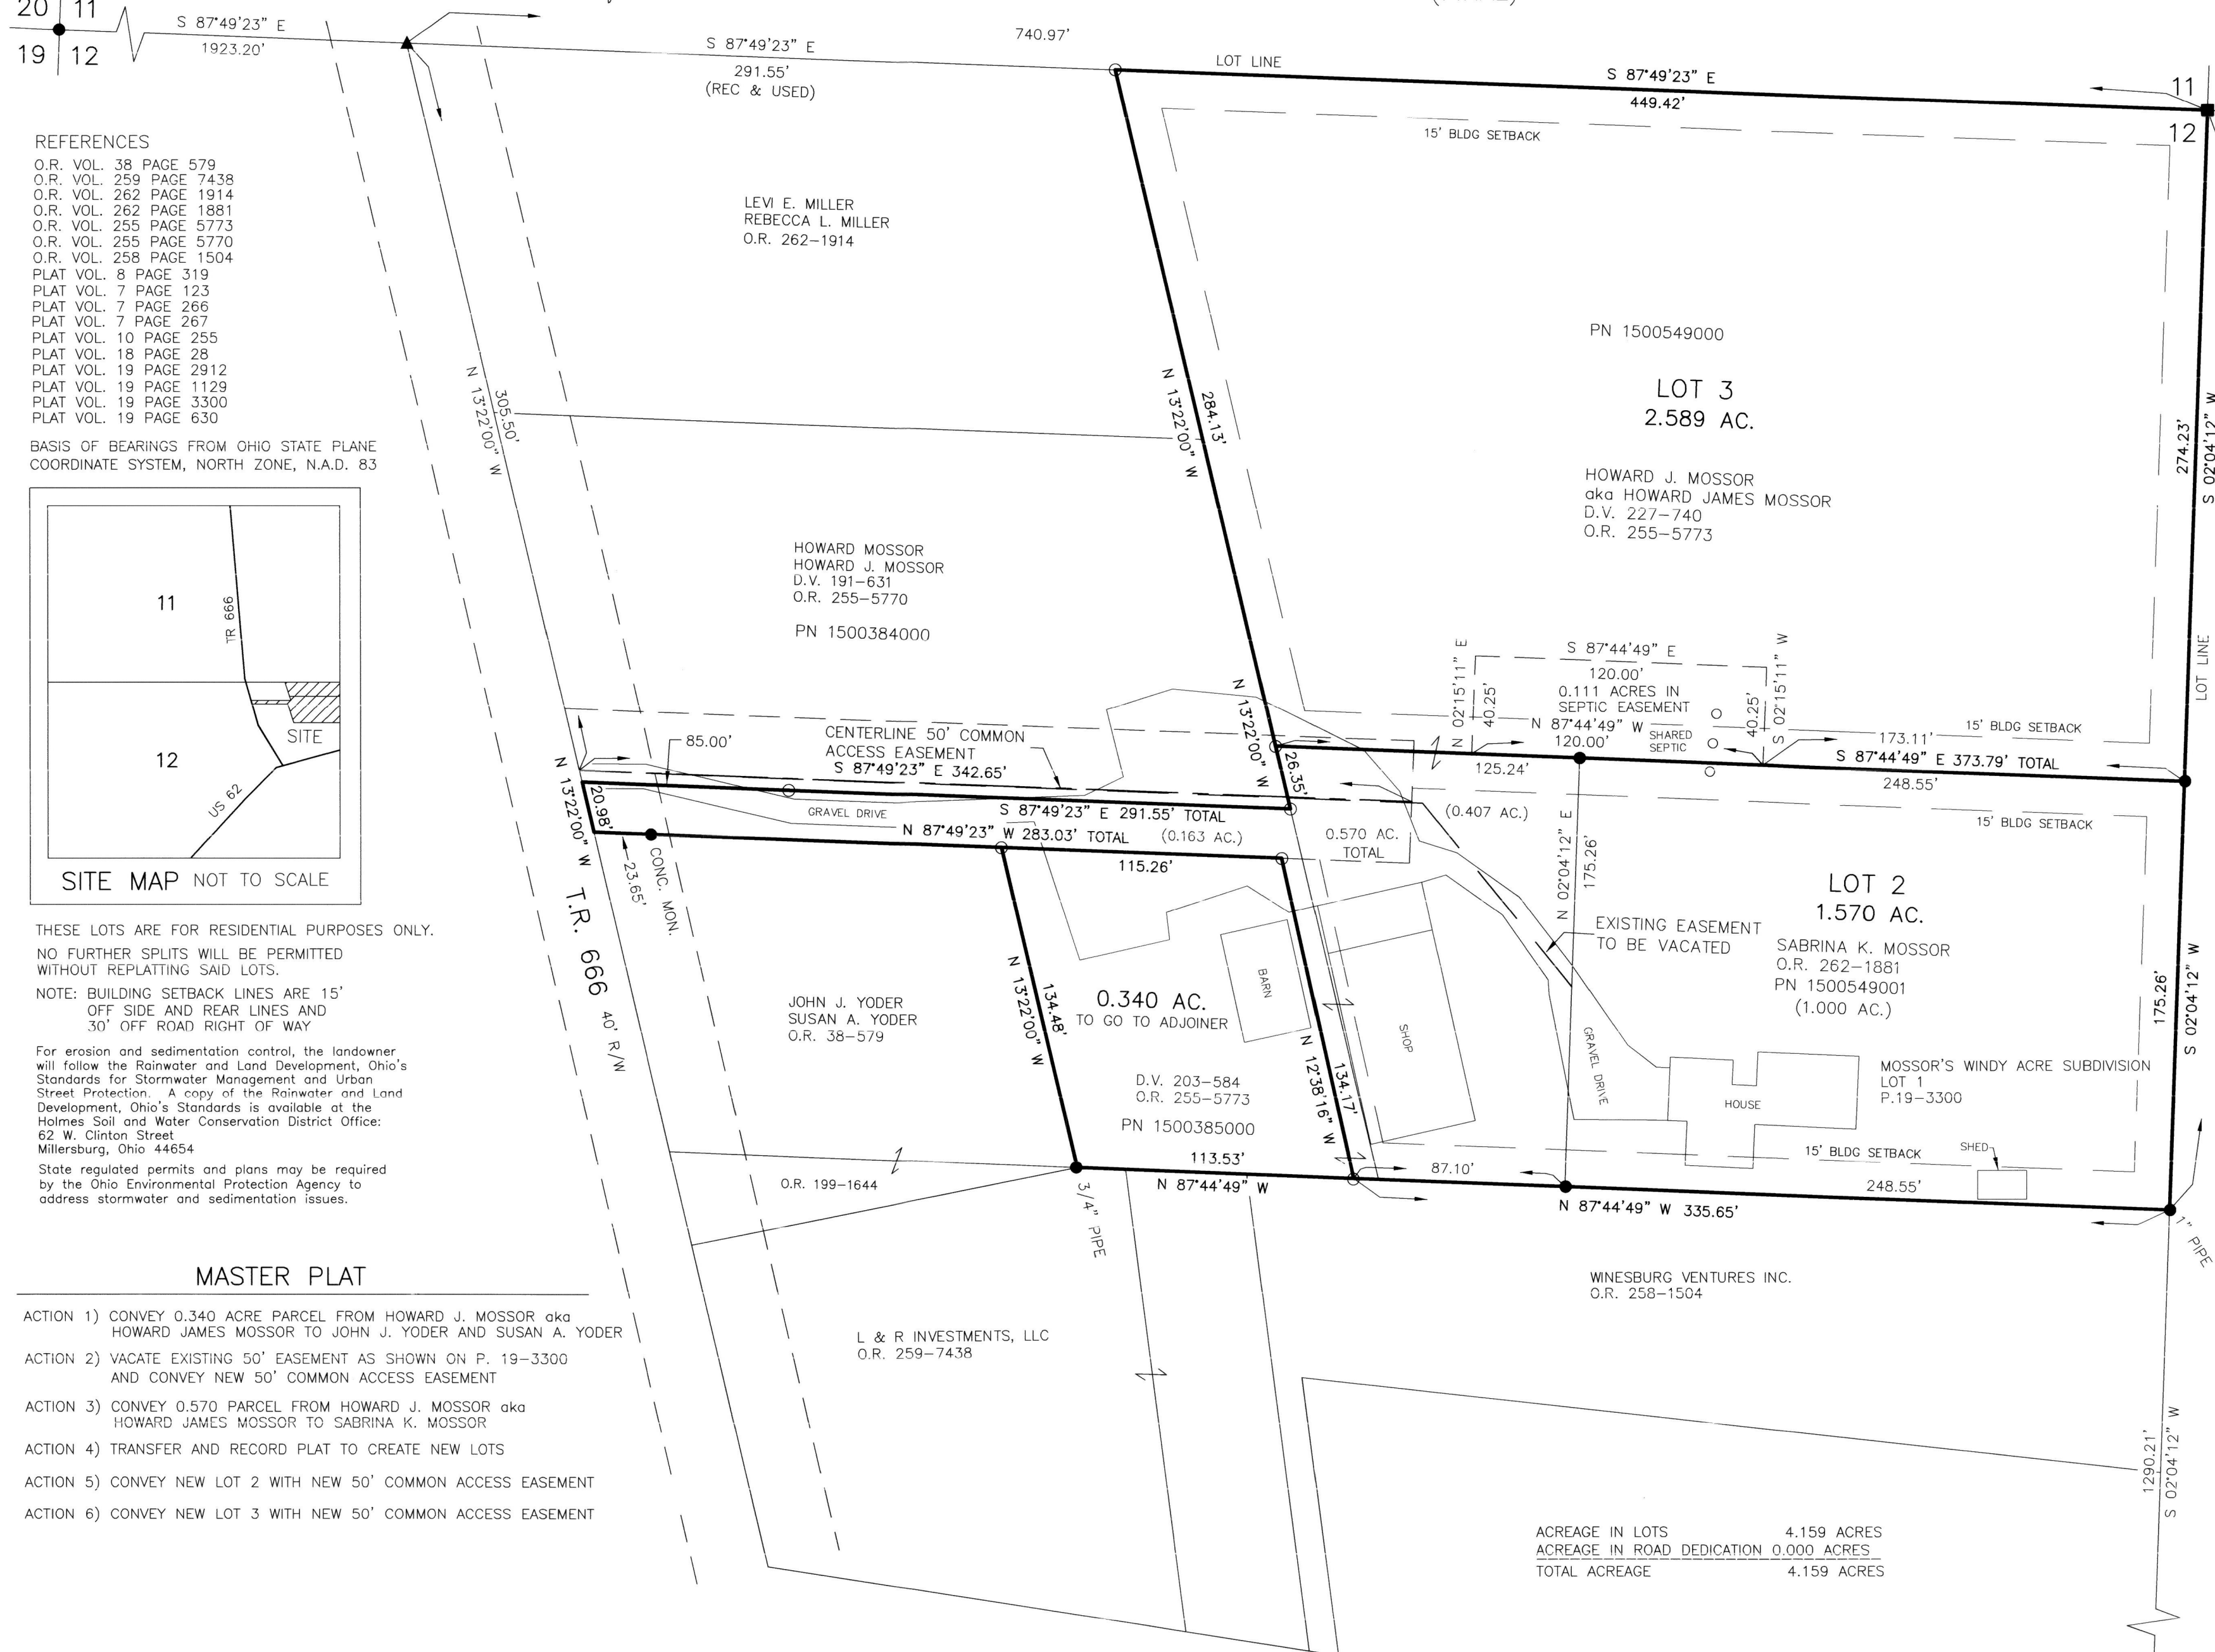 20 11
19 12
S 87°49'23" E
1923.20'
S 87°49'23" E
291.55'
(REC & USED)
740.97'
LOT LINE
S 87°49'23" E
449.42'
11
12
15' BLDG SETBACK
REFERENCES
O.R. VOL. 38 PAGE 579
O.R. VOL. 259 PAGE 7438
O.R. VOL. 262 PAGE 1914
O.R. VOL. 262 PAGE 1881
O.R. VOL. 255 PAGE 5773
O.R. VOL. 255 PAGE 5770
O.R. VOL. 258 PAGE 1504
PLAT VOL. 8 PAGE 319
PLAT VOL. 7 PAGE 123
PLAT VOL. 7 PAGE 266
PLAT VOL. 7 PAGE 267
PLAT VOL. 10 PAGE 255
PLAT VOL. 18 PAGE 28
PLAT VOL. 19 PAGE 2912
PLAT VOL. 19 PAGE 1129
PLAT VOL. 19 PAGE 3300
PLAT VOL. 19 PAGE 630
BASIS OF BEARINGS FROM OHIO STATE PLANE
COORDINATE SYSTEM, NORTH ZONE, N.A.D. 83
11
TR 666
12
SITE
US 62
SITE MAP NOT TO SCALE
THESE LOTS ARE FOR RESIDENTIAL PURPOSES ONLY.
NO FURTHER SPLITS WILL BE PERMITTED
WITHOUT REPLATTING SAID LOTS.
NOTE: BUILDING SETBACK LINES ARE 15'
OFF SIDE AND REAR LINES AND
30' OFF ROAD RIGHT OF WAY
For erosion and sedimentation control, the landowner
will follow the Rainwater and Land Development, Ohio's
Standards for Stormwater Management and Urban
Street Protection. A copy of the Rainwater and Land
Development, Ohio's Standards is available at the
Holmes Soil and Water Conservation District Office:
62 W. Clinton Street
Millersburg, Ohio 44654
State regulated permits and plans may be required
by the Ohio Environmental Protection Agency to
address stormwater and sedimentation issues.
MASTER PLAT
ACTION 1) CONVEY 0.340 ACRE PARCEL FROM HOWARD J. MOSSOR aka
HOWARD JAMES MOSSOR TO JOHN J. YODER AND SUSAN A. YODER
ACTION 2) VACATE EXISTING 50' EASEMENT AS SHOWN ON P. 19-3300
AND CONVEY NEW 50' COMMON ACCESS EASEMENT
ACTION 3) CONVEY 0.570 PARCEL FROM HOWARD J. MOSSOR aka
HOWARD JAMES MOSSOR TO SABRINA K. MOSSOR
ACTION 4) TRANSFER AND RECORD PLAT TO CREATE NEW LOTS
ACTION 5) CONVEY NEW LOT 2 WITH NEW 50' COMMON ACCESS EASEMENT
ACTION 6) CONVEY NEW LOT 3 WITH NEW 50' COMMON ACCESS EASEMENT
LEVI E. MILLER
REBECCA L. MILLER
O.R. 262-1914
305.50'
N 13°22'00" W
284.13'
N 13°22'00" W
HOWARD MOSSOR
HOWARD J. MOSSOR
D.V. 191-631
O.R. 255-5770
PN 1500384000
PN 1500549000
LOT 3
2.589 AC.
HOWARD J. MOSSOR
aka HOWARD JAMES MOSSOR
D.V. 227-740
O.R. 255-5773
274.23'
S 02°04'12" W
LOT LINE
N 02°15'11" E
40.25'
S 87°44'49" E
120.00'
0.111 ACRES IN
SEPTIC EASEMENT
N 87°44'49" W
120.00'
SHARED
SEPTIC
40.25'
S 02°15'11" W
15' BLDG SETBACK
173.11'
S 87°44'49" E 373.79' TOTAL
125.24'
248.55'
15' BLDG SETBACK
85.00'
CENTERLINE 50' COMMON
ACCESS EASEMENT
S 87°49'23" E 342.65'
N 13°22'00" W
26.35'
N 13°22'00" W
20.98'
GRAVEL DRIVE
S 87°49'23" E 291.55' TOTAL
N 87°49'23" W 283.03' TOTAL (0.163 AC.)
115.26'
0.570 AC.
TOTAL
(0.407 AC.)
23.65'
CONC. MON.
T.R. 666 40' R/W
N 02°04'12" E
175.26'
EXISTING EASEMENT
TO BE VACATED
LOT 2
1.570 AC.
SABRINA K. MOSSOR
O.R. 262-1881
PN 1500549001
(1.000 AC.)
175.26'
S 02°04'12" W
JOHN J. YODER
SUSAN A. YODER
O.R. 38-579
134.48'
N 13°22'00" W
0.340 AC.
TO GO TO ADJOINER
BARN
SHOP
N 12°38'16" W
134.17'
D.V. 203-584
O.R. 255-5773
PN 1500385000
GRAVEL DRIVE
HOUSE
MOSSOR'S WINDY ACRE SUBDIVISION
LOT 1
P.19-3300
15' BLDG SETBACK
SHED
113.53'
N 87°44'49" W
87.10'
248.55'
N 87°44'49" W 335.65'
O.R. 199-1644
3/4" PIPE
1" PIPE
WINESBURG VENTURES INC.
O.R. 258-1504
L & R INVESTMENTS, LLC
O.R. 259-7438
1290.21'
S 02°04'12" W
ACREAGE IN LOTS 4.159 ACRES
ACREAGE IN ROAD DEDICATION 0.000 ACRES
TOTAL ACREAGE 4.159 ACRES